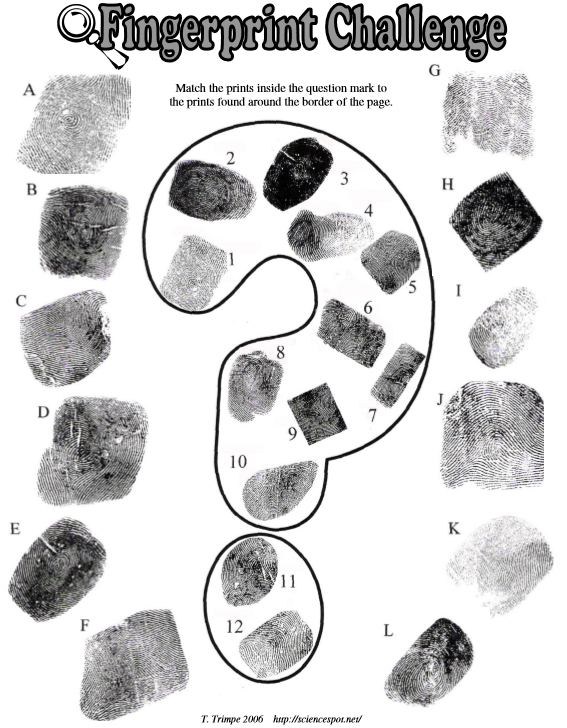 Fingerprint Challenge
Match the prints inside the question mark to
the prints found around the border of the page.
A
G
B
2
3
H
4
1
5
C
I
6
8
D
7
J
9
10
E
K
11
F
12
L
T. Trimpe 2006 http://sciencespot.net/